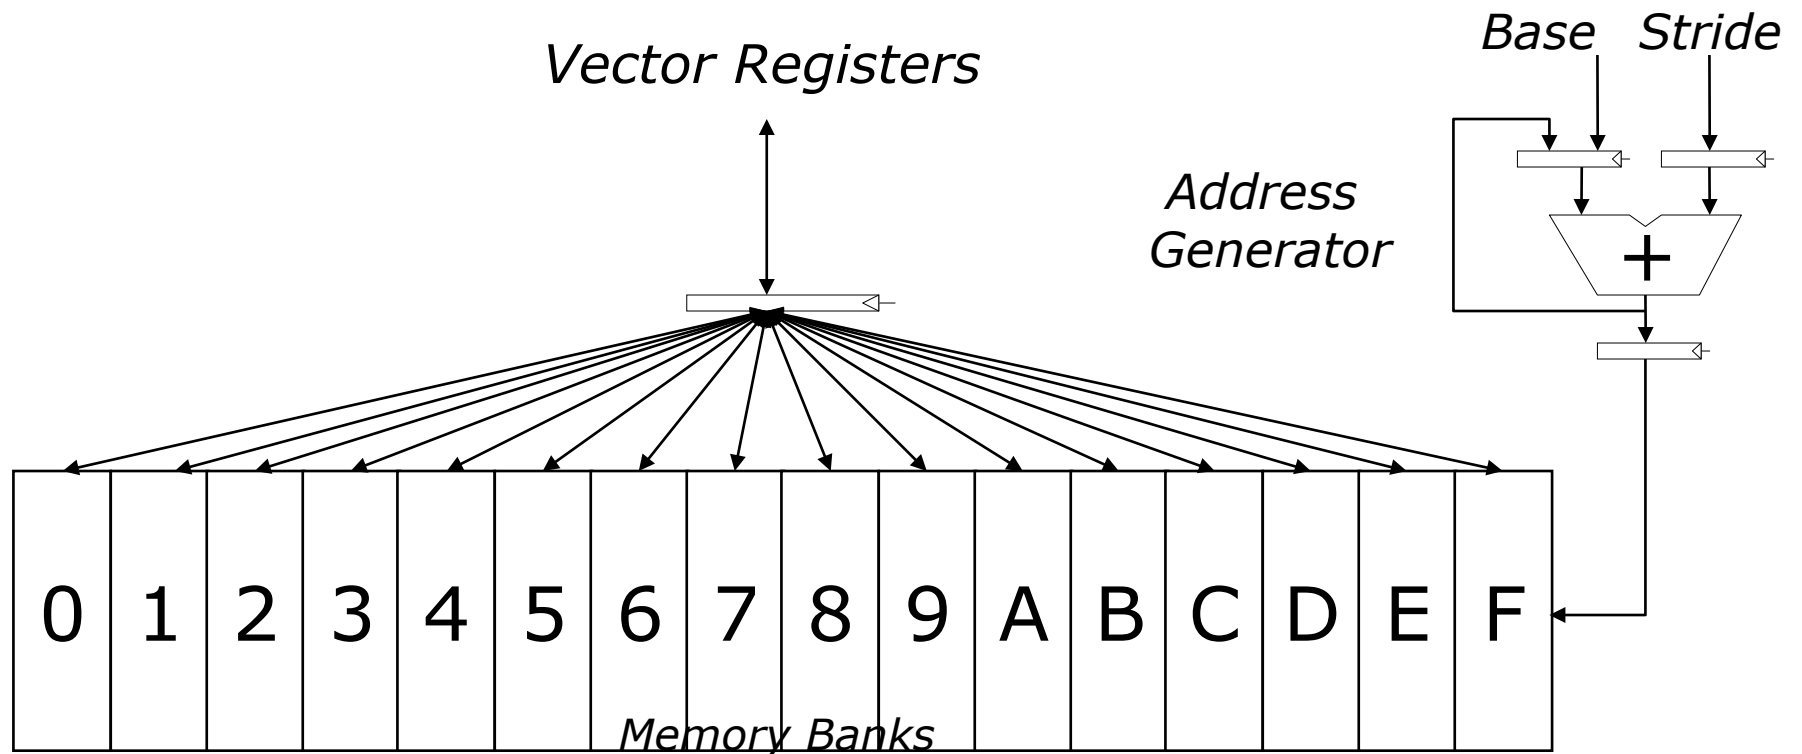 Base Stride
Vector Registers
Address
Generator
+
0 1 2 3 4 5 6 7 8 9 A B C D E F
Memory Banks